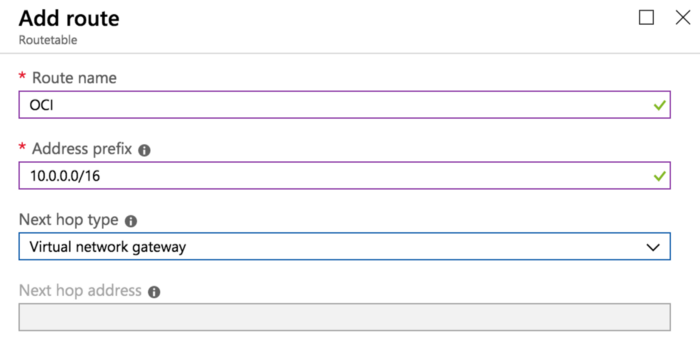 Add route
Routetable
* Route name
OCI
* Address prefix
10.0.0.0/16
Next hop type
Virtual network gateway
Next hop address